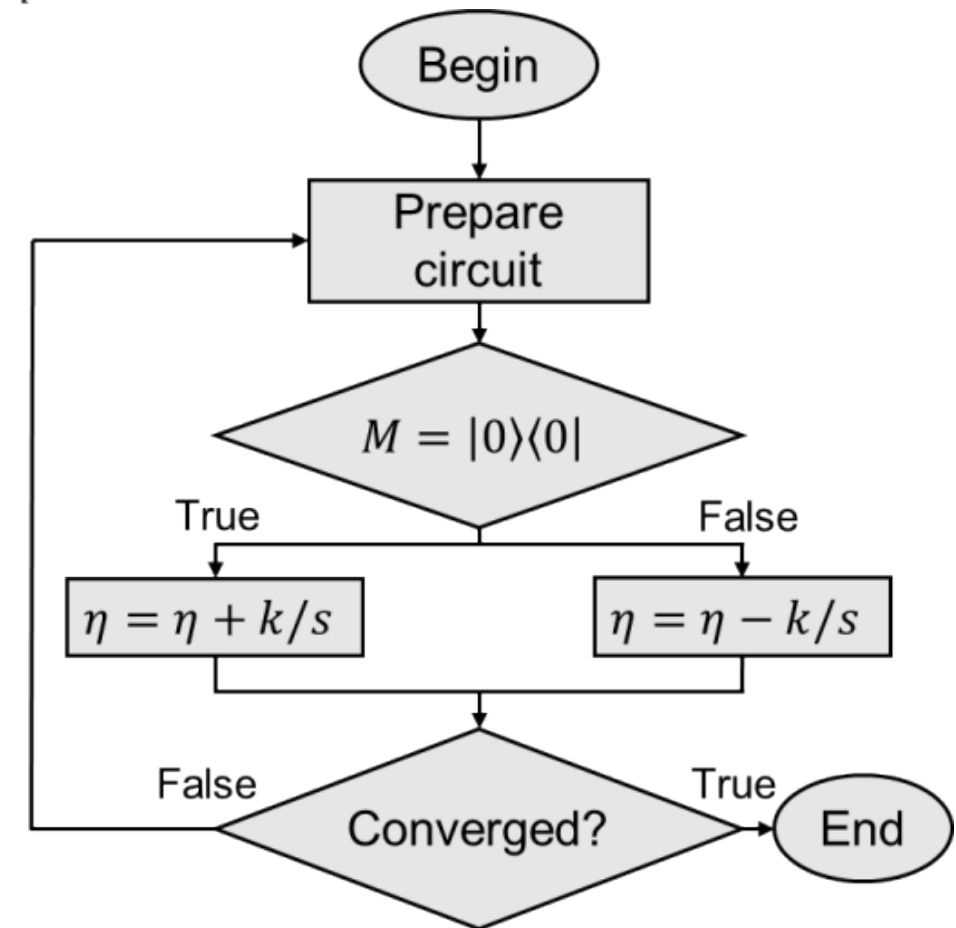 Begin
Prepare
circuit
𝑀 = |0⟩⟨0|
True
False
𝜂 = 𝜂 + 𝑘/𝑠
𝜂 = 𝜂 − 𝑘/𝑠
False
True
Converged?
End